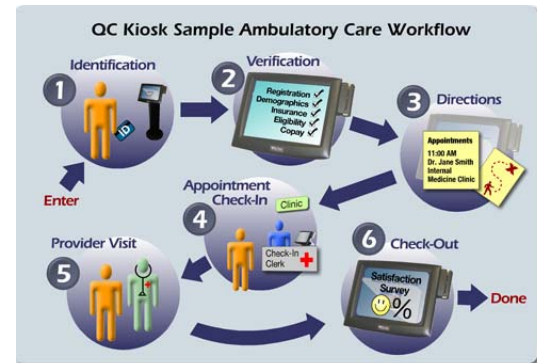 QC Kiosk Sample Ambulatory Care Workflow
Identification
1
iD
Enter
2
Verification
Registration ✓
Demographics ✓
Insurance ✓
Eligibility ✓
Copay ✓
3
Directions
Appointments
11:00 AM
Dr. Jane Smith
Internal
Medicine Clinic
Appointment
Check-In
4
Clinic
Check-In
Clerk
Provider Visit
5
6
Check-Out
Satisfaction
Survey
%
Done